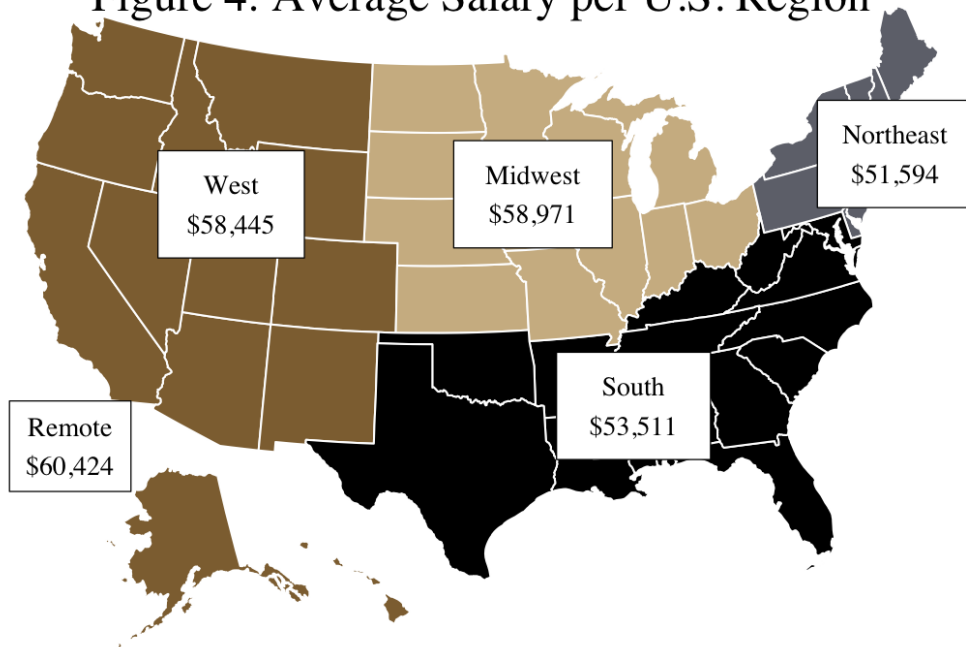 Figure 4: Average Salary per U.S. Region
Northeast
$51,594
Midwest
$58,971
West
$58,445
South
$53,511
Remote
$60,424